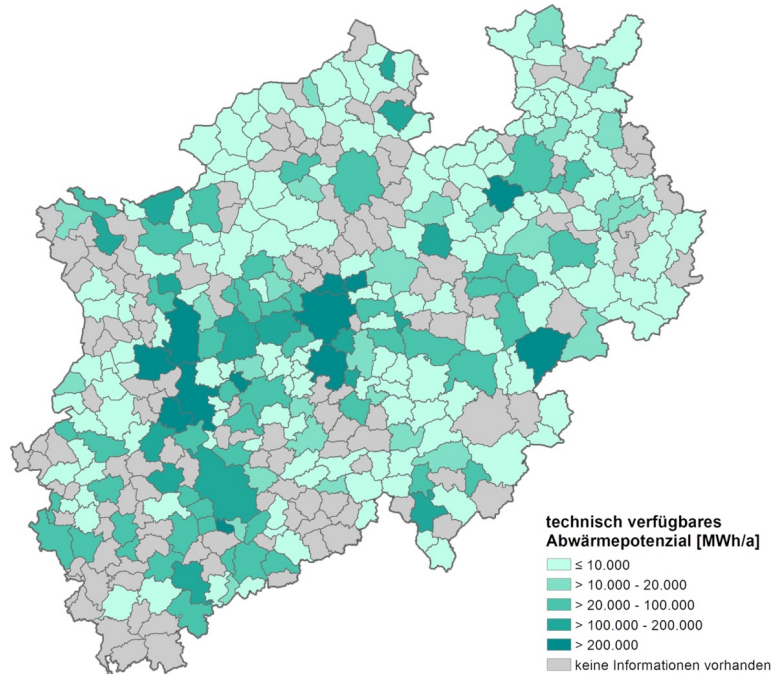 technisch verfügbares
Abwärmepotenzial [MWh/a]
≤ 10.000
> 10.000 - 20.000
> 20.000 - 100.000
> 100.000 - 200.000
> 200.000
keine Informationen vorhanden